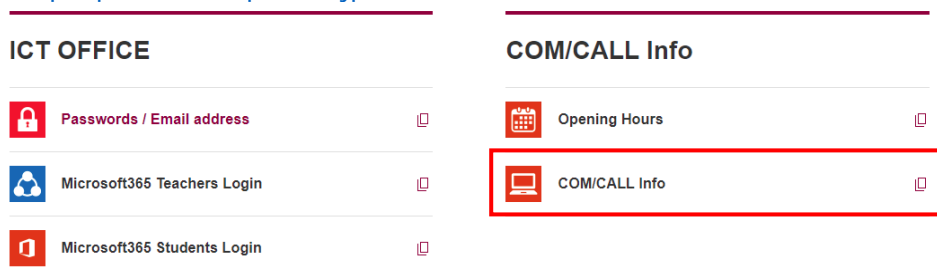 ICT OFFICE
Passwords / Email address
Microsoft365 Teachers Login
Microsoft365 Students Login
COM/CALL Info
Opening Hours
COM/CALL Info